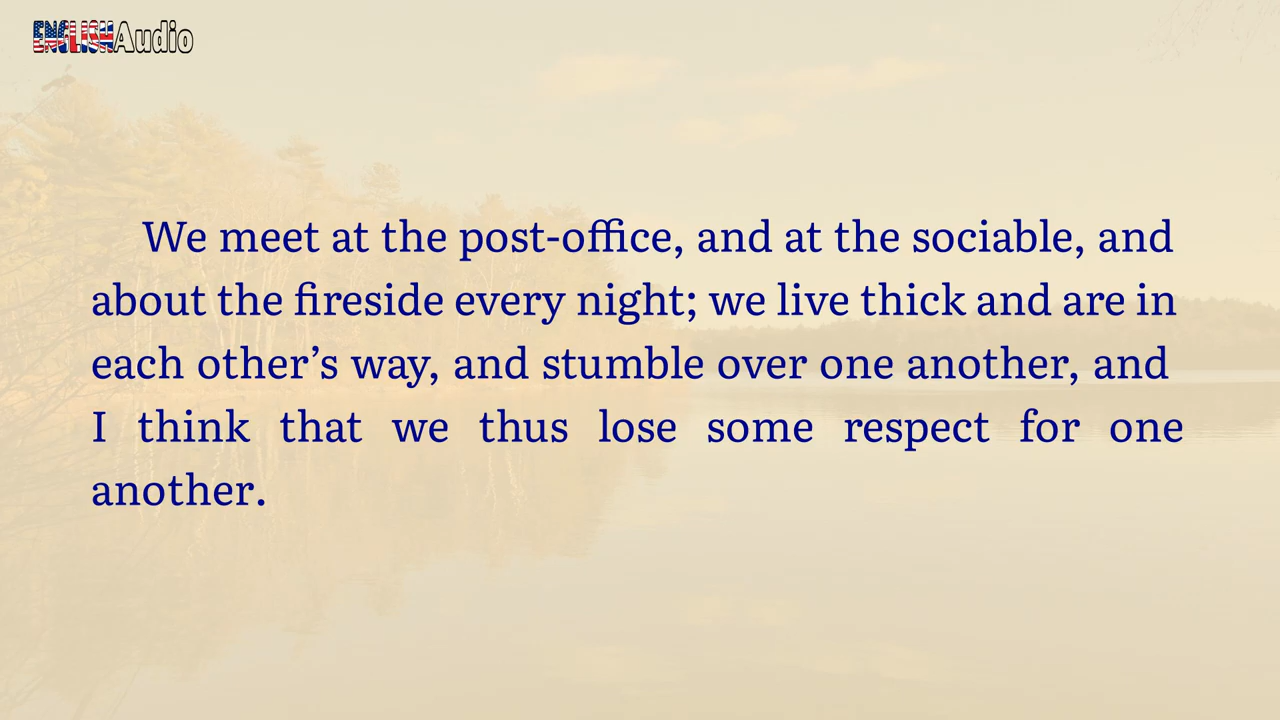 ENGLISHAudio
We meet at the post-office, and at the sociable, and
about the fireside every night; we live thick and are in
each other’s way, and stumble over one another, and
I think that we thus lose some respect for one
another.